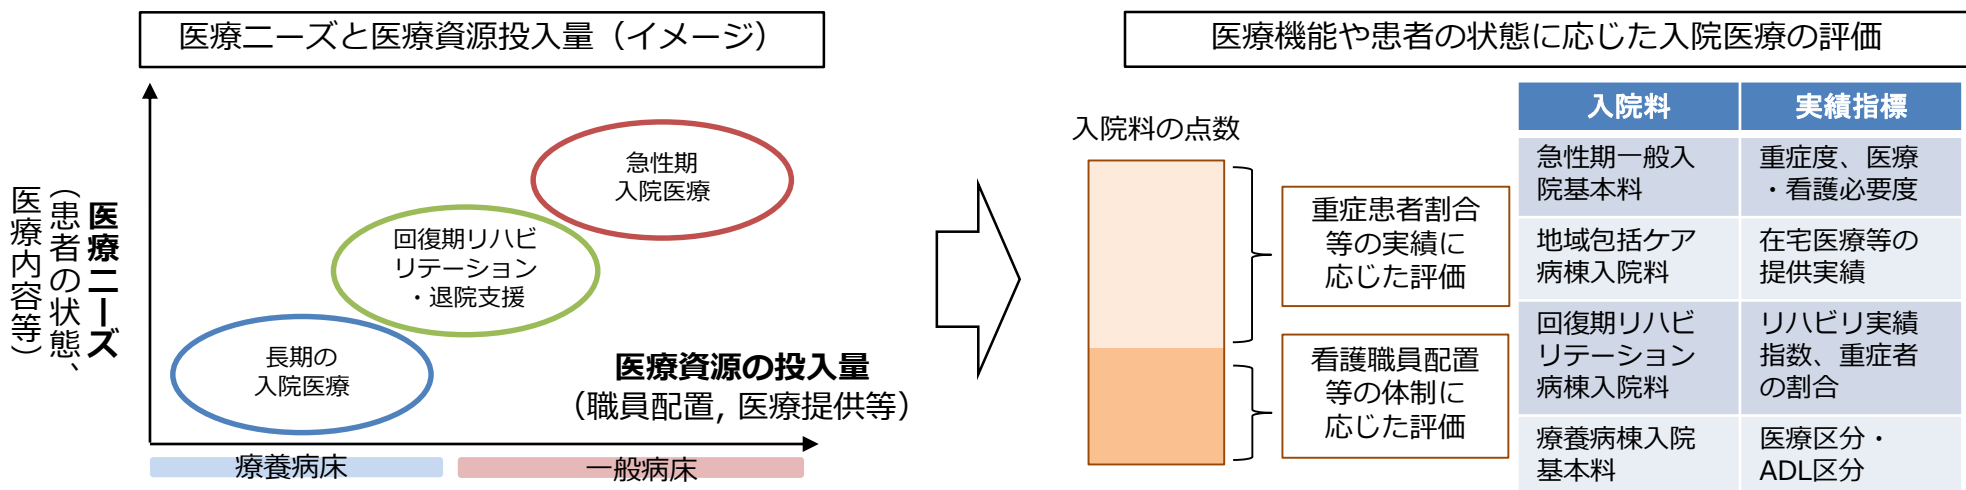 医療ニーズと医療資源投入量（イメージ）
医療ニーズ
（患者の状態、
医療内容等）
急性期
入院医療
回復期リハビ
リテーション
・退院支援
長期の
入院医療
医療資源の投入量
（職員配置, 医療提供等）
療養病床
一般病床
医療機能や患者の状態に応じた入院医療の評価
入院料の点数
重症患者割合
等の実績に
応じた評価
看護職員配置
等の体制に
応じた評価
入院料
実績指標
急性期一般入
院基本料
重症度、医療
・看護必要度
地域包括ケア
病棟入院料
在宅医療等の
提供実績
回復期リハビ
リテーション
病棟入院料
リハビリ実績
指数、重症者
の割合
療養病棟入院
基本料
医療区分・
ADL区分